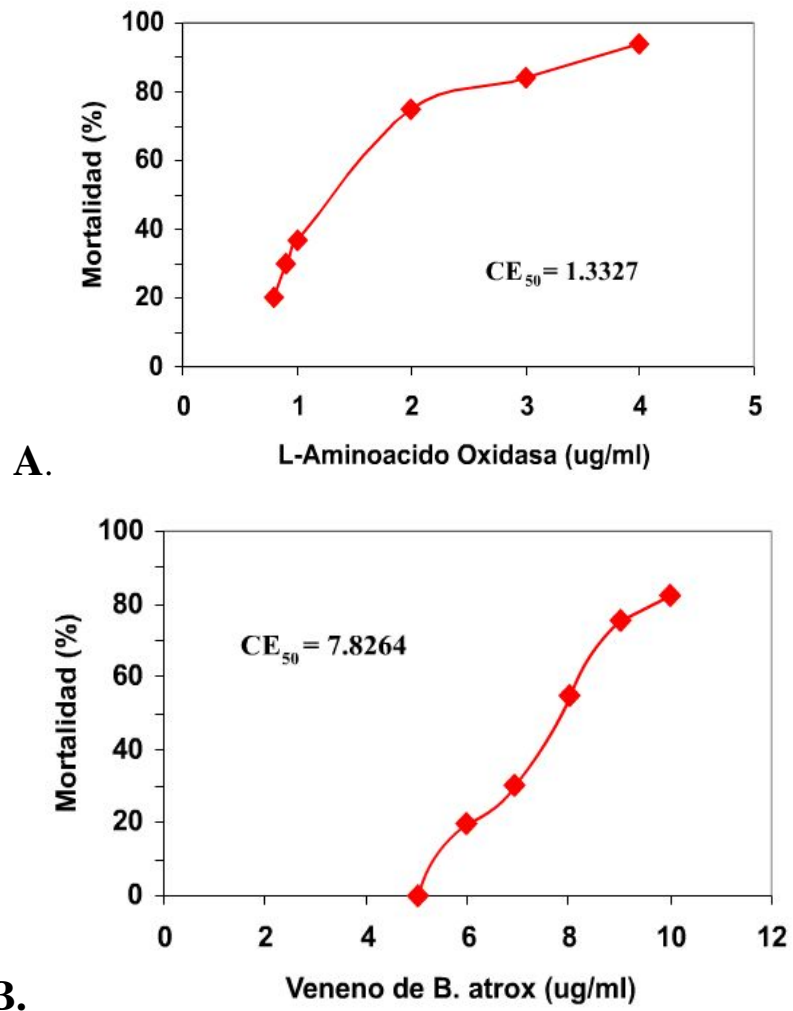 100
80
60
40
20
0
Mortalidad (%)
CE50 = 1.3327
0 1 2 3 4 5
L-Aminoacido Oxidasa (ug/ml)
A.
100
80
60
40
20
0
Mortalidad (%)
CE50 = 7.8264
0 2 4 6 8 10 12
Veneno de B. atrox (ug/ml)
B.